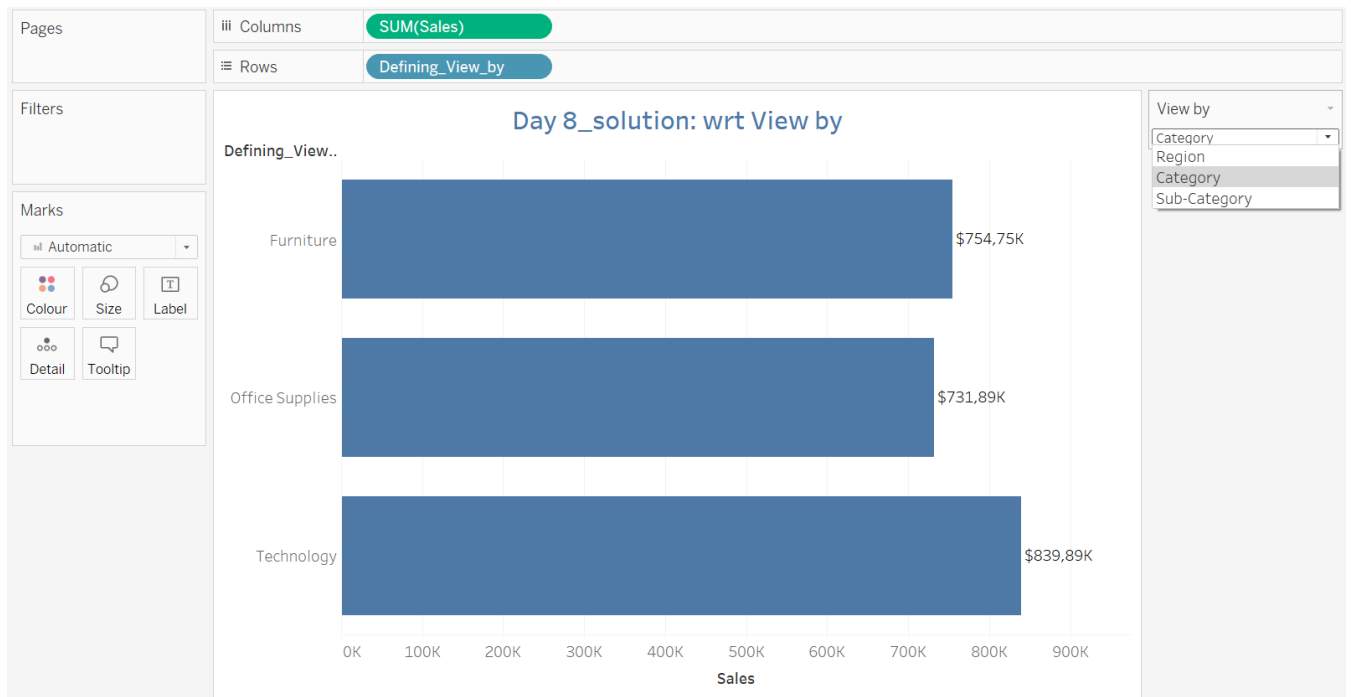 Pages
Columns
SUM(Sales)
Rows
Defining_View_by
Filters
Marks
Automatic
Colour
Size
T
Label
Detail
Tooltip
Day 8_solution: wrt View by
Defining_View..
Furniture
$754,75K
Office Supplies
$731,89K
Technology
$839,89K
0K 100K 200K 300K 400K 500K 600K 700K 800K 900K
Sales
View by
Category
Region
Category
Sub-Category